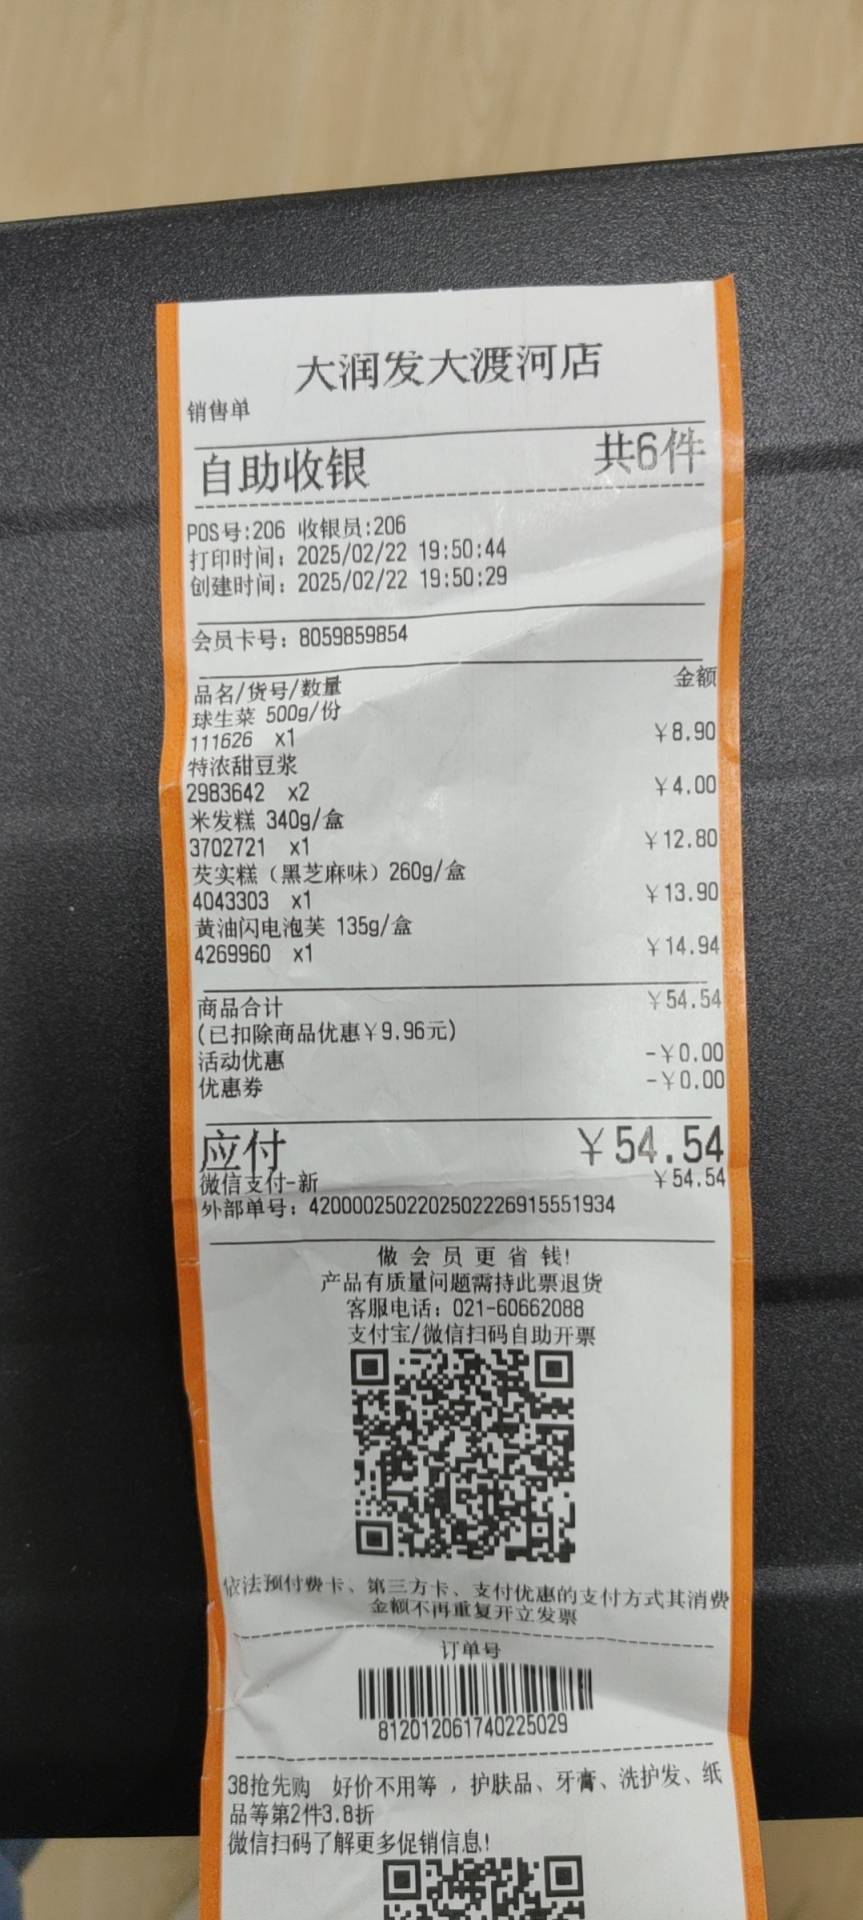 大润发大渡河店
销售单
自助收银 共6件
POS号:206 收银员:206
打印时间: 2025/02/22 19:50:44
创建时间: 2025/02/22 19:50:29
会员卡号: 8059859854
品名/货号/数量 金额
球生菜 500g/份
111626 x1 ￥8.90
特浓甜豆浆
2983642 x2 ￥4.00
米发糕 340g/盒
3702721 x1 ￥12.80
芡实糕（黑芝麻味）260g/盒
4043303 x1 ￥13.90
黄油闪电泡芙 135g/盒
4269960 x1 ￥14.94
商品合计 ￥54.54
(已扣除商品优惠￥9.96元)
活动优惠 -￥0.00
优惠券 -￥0.00
应付 ￥54.54
微信支付-新 ￥54.54
外部单号: 4200002502202502226915551934
做会员更省钱!
产品有质量问题需持此票退货
客服电话: 021-60662088
支付宝/微信扫码自助开票
依法预付费卡、第三方卡、支付优惠的支付方式其消费
金额不再重复开立发票
订单号
812012061740225029
38抢先购 好价不用等，护肤品、牙膏、洗护发、纸
品等第2件3.8折
微信扫码了解更多促销信息!